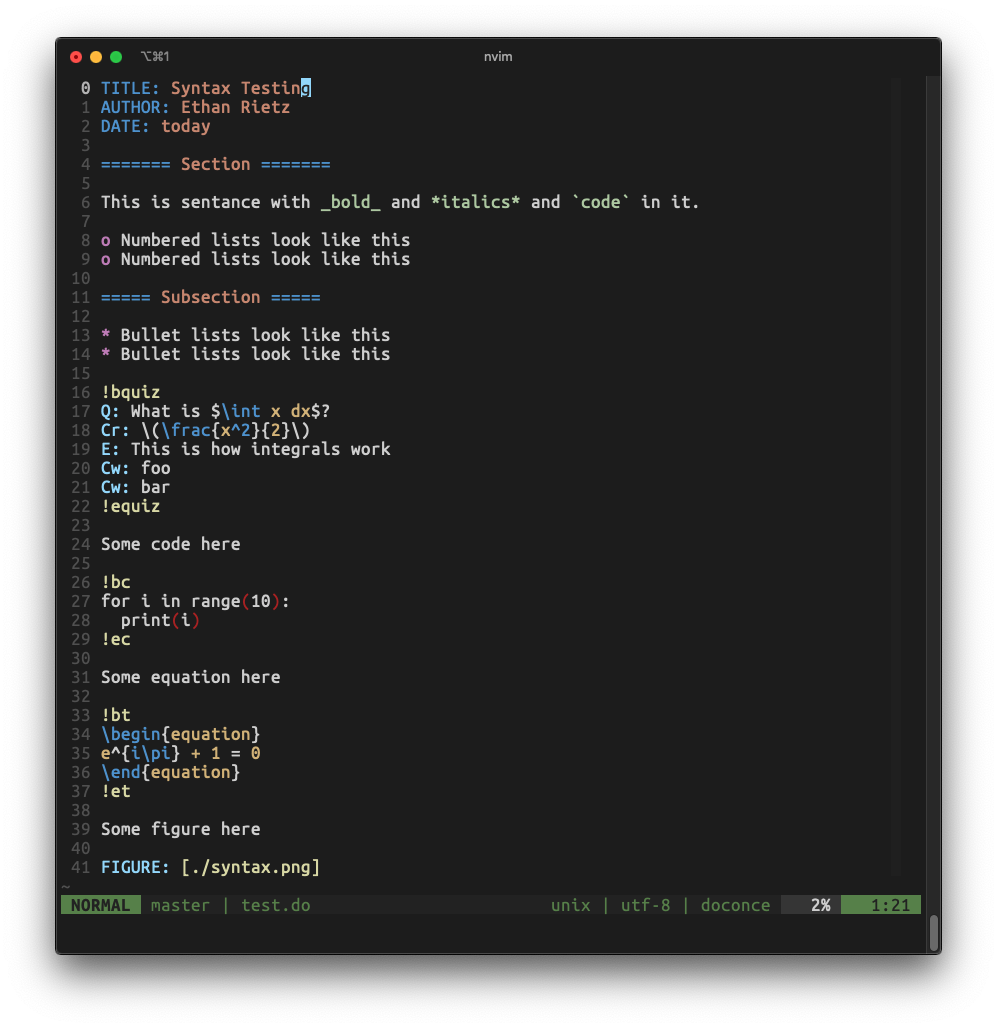 ⌥⌘1 nvim
0 TITLE: Syntax Testing
1 AUTHOR: Ethan Rietz
2 DATE: today
3
4 ======= Section =======
5
6 This is sentance with _bold_ and *italics* and `code` in it.
7
8 o Numbered lists look like this
9 o Numbered lists look like this
10
11 ===== Subsection =====
12
13 * Bullet lists look like this
14 * Bullet lists look like this
15
16 !bquiz
17 Q: What is $\int x dx$?
18 Cr: \(\frac{x^2}{2}\)
19 E: This is how integrals work
20 Cw: foo
21 Cw: bar
22 !equiz
23
24 Some code here
25
26 !bc
27 for i in range(10):
28   print(i)
29 !ec
30
31 Some equation here
32
33 !bt
34 \begin{equation}
35 e^{i\pi} + 1 = 0
36 \end{equation}
37 !et
38
39 Some figure here
40
41 FIGURE: [./syntax.png]
~
NORMAL master | test.do unix | utf-8 | doconce 2% 1:21